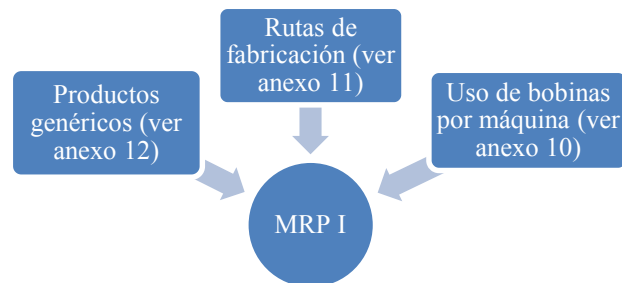 Rutas de
fabricación (ver
anexo 11)
Productos
genéricos (ver
anexo 12)
Uso de bobinas
por máquina (ver
anexo 10)
MRP I